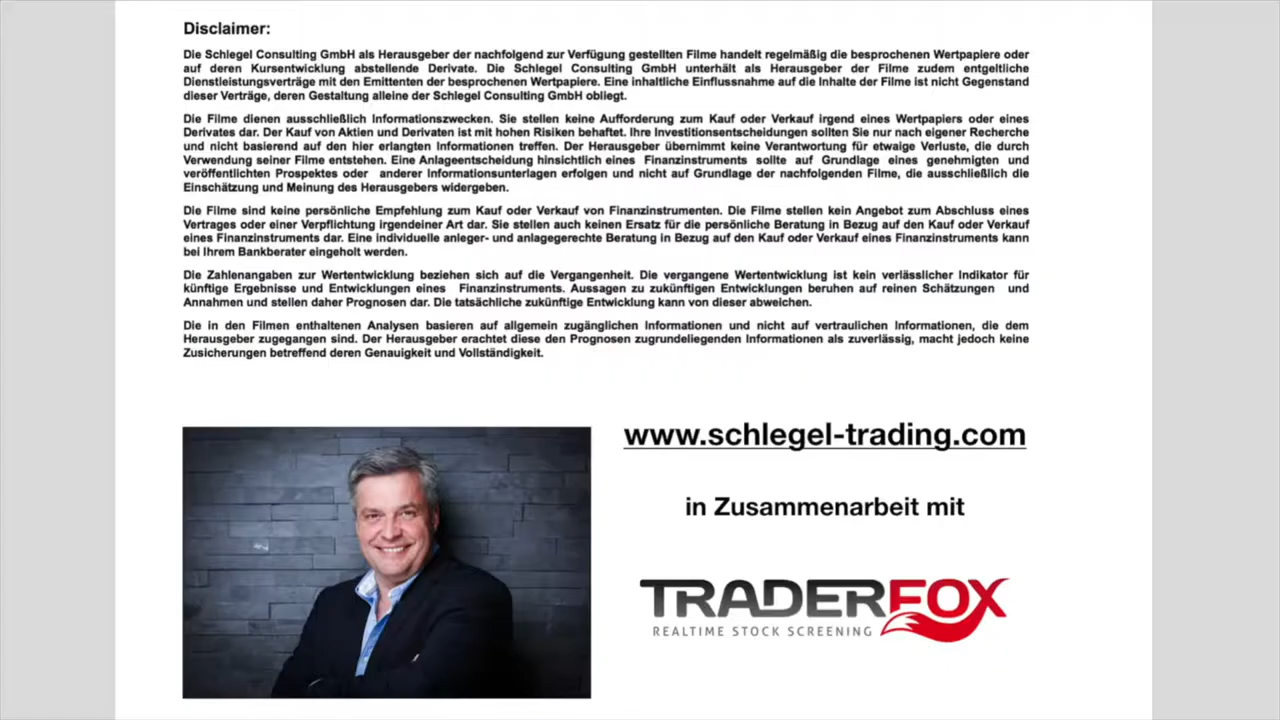 Disclaimer:
Die Schlegel Consulting GmbH als Herausgeber der nachfolgend zur Verfügung gestellten Filme handelt regelmäßig die besprochenen Wertpapiere oder
auf deren Kursentwicklung abstellende Derivate. Die Schlegel Consulting GmbH unterhält als Herausgeber der Filme zudem entgeltliche
Dienstleistungsverträge mit den Emittenten der besprochenen Wertpapiere. Eine inhaltliche Einflussnahme auf die Inhalte der Filme ist nicht Gegenstand
dieser Verträge, deren Gestaltung alleine der Schlegel Consulting GmbH obliegt.
Die Filme dienen ausschließlich Informationszwecken. Sie stellen keine Aufforderung zum Kauf oder Verkauf irgend eines Wertpapiers oder eines
Derivates dar. Der Kauf von Aktien und Derivaten ist mit hohen Risiken behaftet. Ihre Investitionsentscheidungen sollten Sie nur nach eigener Recherche
und nicht basierend auf den hier erlangten Informationen treffen. Der Herausgeber übernimmt keine Verantwortung für etwaige Verluste, die durch
Verwendung seiner Filme entstehen. Eine Anlageentscheidung hinsichtlich eines Finanzinstruments sollte auf Grundlage eines genehmigten und
veröffentlichten Prospektes oder anderer Informationsunterlagen erfolgen und nicht auf Grundlage der nachfolgenden Filme, die ausschließlich die
Einschätzung und Meinung des Herausgebers widergeben.
Die Filme sind keine persönliche Empfehlung zum Kauf oder Verkauf von Finanzinstrumenten. Die Filme stellen kein Angebot zum Abschluss eines
Vertrages oder einer Verpflichtung irgendeiner Art dar. Sie stellen auch keinen Ersatz für die persönliche Beratung in Bezug auf den Kauf oder Verkauf
eines Finanzinstruments dar. Eine individuelle anleger- und anlagegerechte Beratung in Bezug auf den Kauf oder Verkauf eines Finanzinstruments kann
bei Ihrem Bankberater eingeholt werden.
Die Zahlenangaben zur Wertentwicklung beziehen sich auf die Vergangenheit. Die vergangene Wertentwicklung ist kein verlässlicher Indikator für
künftige Ergebnisse und Entwicklungen eines Finanzinstruments. Aussagen zu zukünftigen Entwicklungen beruhen auf reinen Schätzungen und
Annahmen und stellen daher Prognosen dar. Die tatsächliche zukünftige Entwicklung kann von dieser abweichen.
Die in den Filmen enthaltenen Analysen basieren auf allgemein zugänglichen Informationen und nicht auf vertraulichen Informationen, die dem
Herausgeber zugegangen sind. Der Herausgeber erachtet diese den Prognosen zugrundeliegenden Informationen als zuverlässig, macht jedoch keine
Zusicherungen betreffend deren Genauigkeit und Vollständigkeit.
www.schlegel-trading.com
in Zusammenarbeit mit
TRADERFOX
REALTIME STOCK SCREENING